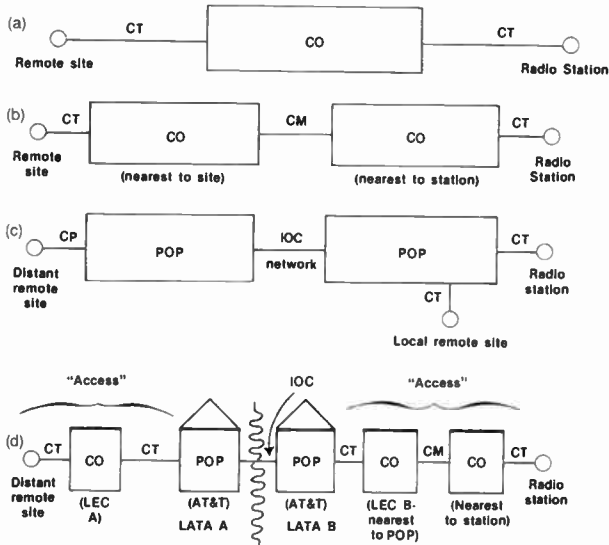 (a)
CT
CO
CT
Remote site
Radio Station
(b)
CT
CO
CM
CO
CT
Remote
site
(nearest to site)
(nearest to station)
Radio
Station
(c)
CP
POP
IOC
network
POP
CT
Distant
remote
site
Radio
station
CT
Local remote site
"Access"
IOC
"Access"
(d)
CT
CO
CT
POP
POP
CT
CO
CM
CO
CT
Distant
remote
site
(LEC
A)
(AT&T)
LATA A
(AT&T)
LATA B
(LEC B-
nearest
to POP)
(Nearest
to station)
Radio
station